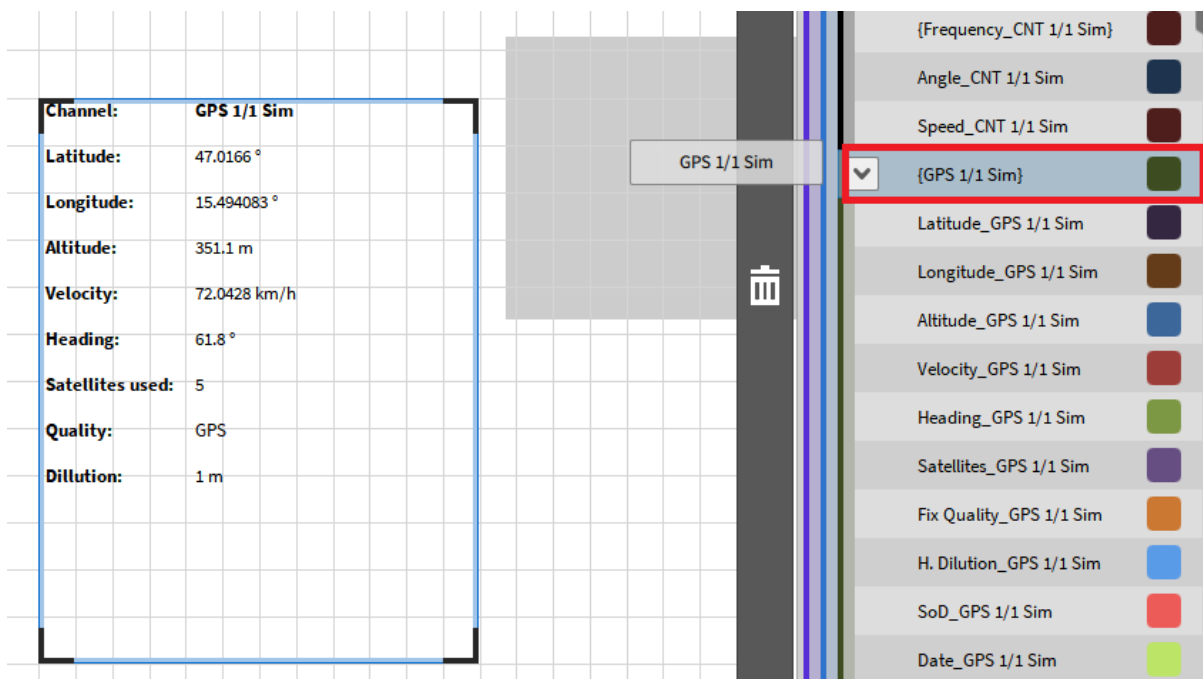 Channel: GPS 1/1 Sim
Latitude: 47.0166 °
Longitude: 15.494083 °
Altitude: 351.1 m
Velocity: 72.0428 km/h
Heading: 61.8 °
Satellites used: 5
Quality: GPS
Dillution: 1 m
GPS 1/1 Sim
{Frequency_CNT 1/1 Sim}
Angle_CNT 1/1 Sim
Speed_CNT 1/1 Sim
{GPS 1/1 Sim}
Latitude_GPS 1/1 Sim
Longitude_GPS 1/1 Sim
Altitude_GPS 1/1 Sim
Velocity_GPS 1/1 Sim
Heading_GPS 1/1 Sim
Satellites_GPS 1/1 Sim
Fix Quality_GPS 1/1 Sim
H. Dilution_GPS 1/1 Sim
SoD_GPS 1/1 Sim
Date_GPS 1/1 Sim